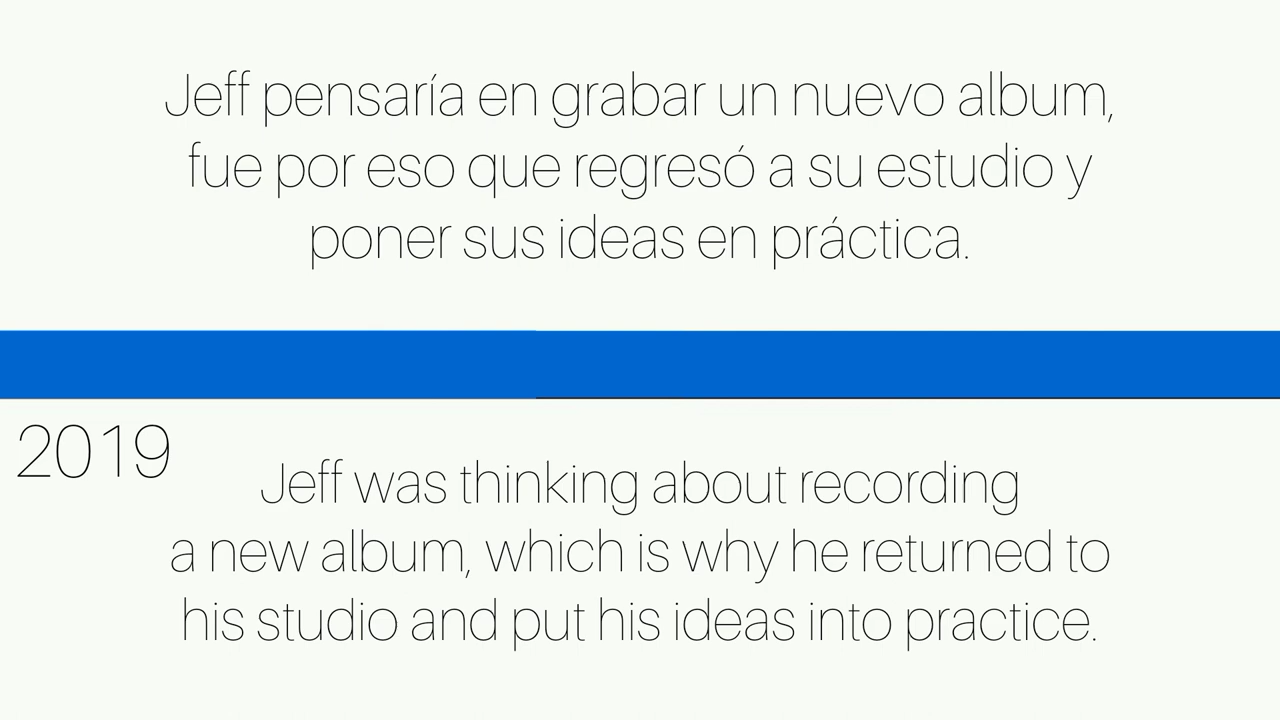 Jeff pensaría en grabar un nuevo album,
fue por eso que regresó a su estudio y
poner sus ideas en práctica.
2019
Jeff was thinking about recording
a new album, which is why he returned to
his studio and put his ideas into practice.